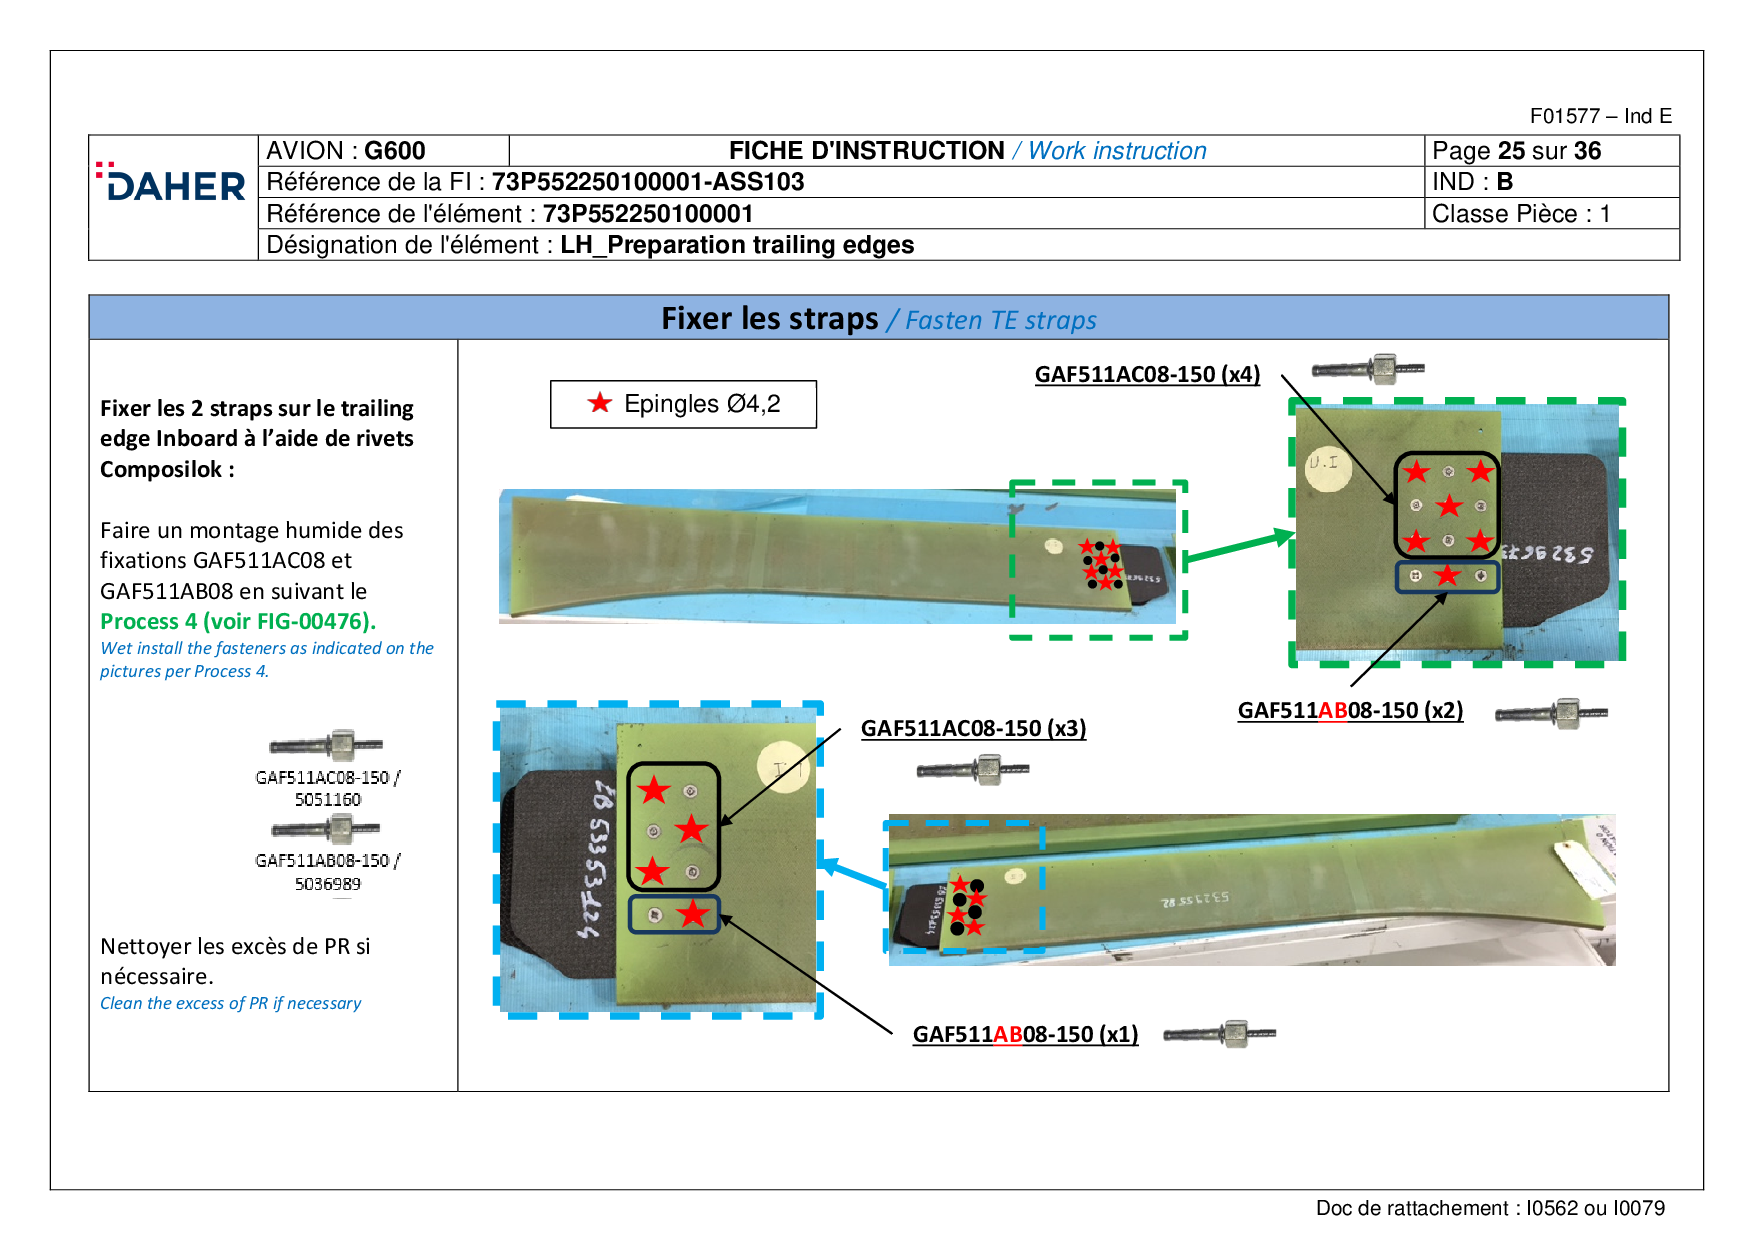 F01577 – Ind E
DAHER
AVION : G600
FICHE D'INSTRUCTION / Work instruction
Page 25 sur 36
Référence de la FI : 73P552250100001-ASS103
IND : B
Référence de l'élément : 73P552250100001
Classe Pièce : 1
Désignation de l'élément : LH_Preparation trailing edges
Fixer les straps / Fasten TE straps
Fixer les 2 straps sur le trailing
edge Inboard à l'aide de rivets
Composilok :
Faire un montage humide des
fixations GAF511AC08 et
GAF511AB08 en suivant le
Process 4 (voir FIG-00476).
Wet install the fasteners as indicated on the
pictures per Process 4.
GAF511AC08-150 /
5051160
GAF511AB08-150 /
5036989
Nettoyer les excès de PR si
nécessaire.
Clean the excess of PR if necessary
Epingles Ø4,2
GAF511AC08-150 (x4)
GAF511AB08-150 (x2)
GAF511AC08-150 (x3)
GAF511AB08-150 (x1)
Doc de rattachement : I0562 ou I0079